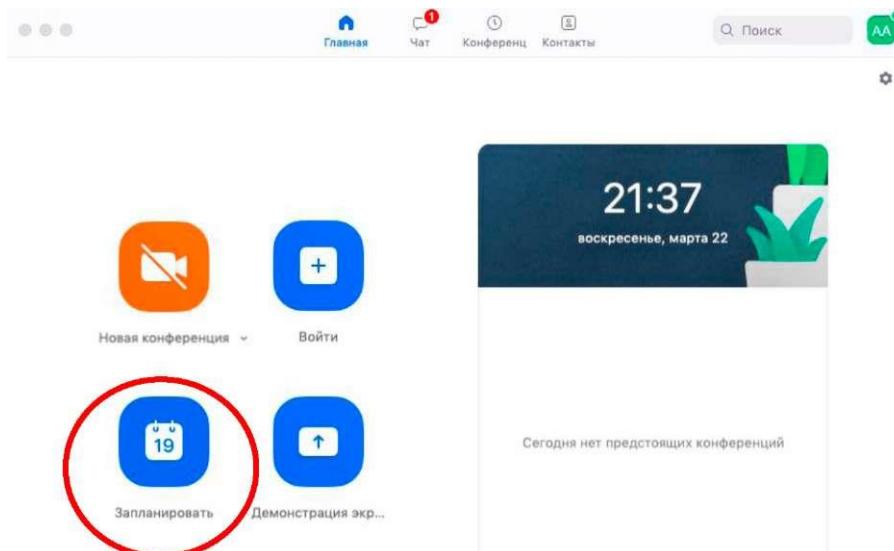 Главная
Чат
1
Конференц
Контакты
Поиск
AA
21:37
воскресенье, марта 22
Новая конференция
Войти
19
Запланировать
Демонстрация экр...
Сегодня нет предстоящих конференций